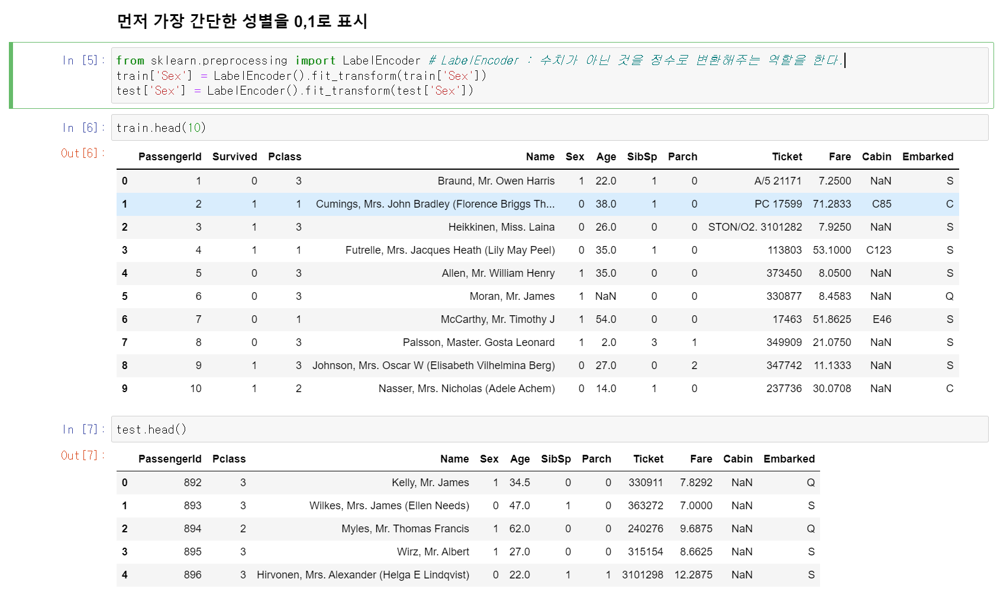 먼저 가장 간단한 성별을 0,1로 표시
In [5]: from sklearn.preprocessing import LabelEncoder # LabelEncoder : 수치가 아닌 것을 정수로 변환해주는 역할을 한다.
train['Sex'] = LabelEncoder().fit_transform(train['Sex'])
test['Sex'] = LabelEncoder().fit_transform(test['Sex'])
In [6]: train.head(10)
Out[6]:
PassengerId Survived Pclass Name Sex Age SibSp Parch Ticket Fare Cabin Embarked
0 1 0 3 Braund, Mr. Owen Harris 1 22.0 1 0 A/5 21171 7.2500 NaN S
1 2 1 1 Cumings, Mrs. John Bradley (Florence Briggs Th... 0 38.0 1 0 PC 17599 71.2833 C85 C
2 3 1 3 Heikkinen, Miss. Laina 0 26.0 0 0 STON/O2. 3101282 7.9250 NaN S
3 4 1 1 Futrelle, Mrs. Jacques Heath (Lily May Peel) 0 35.0 1 0 113803 53.1000 C123 S
4 5 0 3 Allen, Mr. William Henry 1 35.0 0 0 373450 8.0500 NaN S
5 6 0 3 Moran, Mr. James 1 NaN 0 0 330877 8.4583 NaN Q
6 7 0 1 McCarthy, Mr. Timothy J 1 54.0 0 0 17463 51.8625 E46 S
7 8 0 3 Palsson, Master. Gosta Leonard 1 2.0 3 1 349909 21.0750 NaN S
8 9 1 3 Johnson, Mrs. Oscar W (Elisabeth Vilhelmina Berg) 0 27.0 0 2 347742 11.1333 NaN S
9 10 1 2 Nasser, Mrs. Nicholas (Adele Achem) 0 14.0 1 0 237736 30.0708 NaN C
In [7]: test.head()
Out[7]:
PassengerId Pclass Name Sex Age SibSp Parch Ticket Fare Cabin Embarked
0 892 3 Kelly, Mr. James 1 34.5 0 0 330911 7.8292 NaN Q
1 893 3 Wilkes, Mrs. James (Ellen Needs) 0 47.0 1 0 363272 7.0000 NaN S
2 894 2 Myles, Mr. Thomas Francis 1 62.0 0 0 240276 9.6875 NaN Q
3 895 3 Wirz, Mr. Albert 1 27.0 0 0 315154 8.6625 NaN S
4 896 3 Hirvonen, Mrs. Alexander (Helga E Lindqvist) 0 22.0 1 1 3101298 12.2875 NaN S